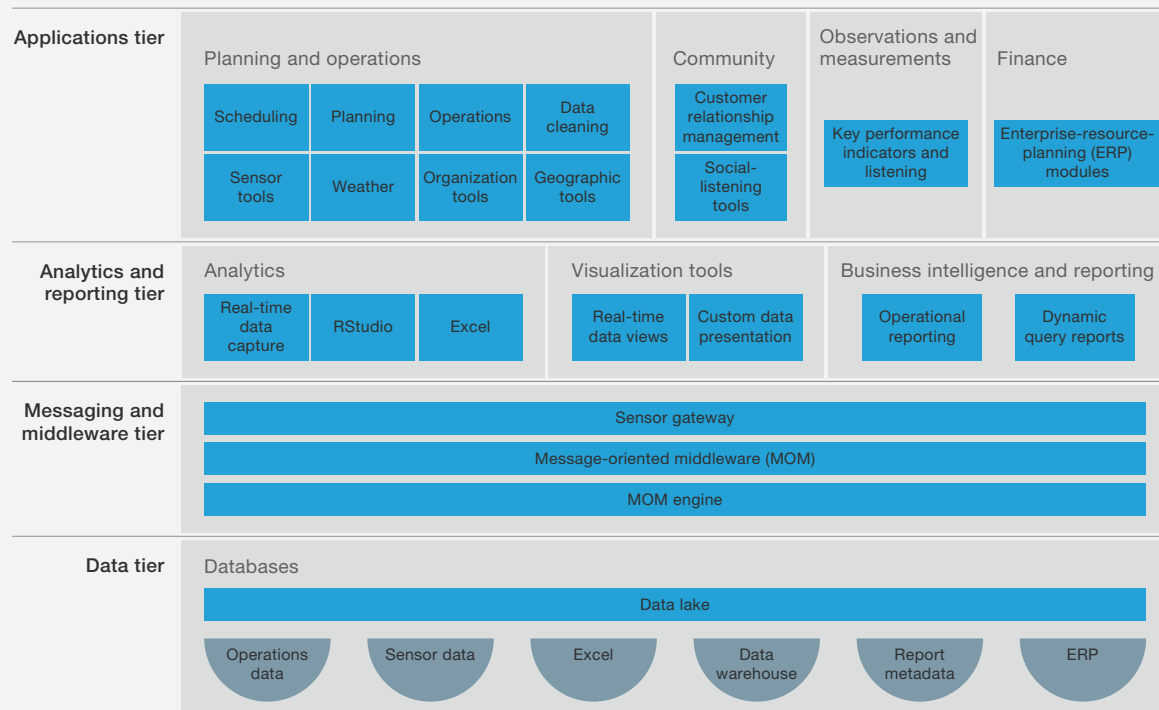 Applications tier
Planning and operations
Community
Observations and
measurements
Finance
Scheduling
Planning
Operations
Data
cleaning
Sensor
tools
Weather
Organization
tools
Geographic
tools
Customer
relationship
management
Social-
listening
tools
Key performance
indicators and
listening
Enterprise-resource-
planning (ERP)
modules
Analytics and
reporting tier
Analytics
Real-time
data
capture
RStudio
Excel
Visualization tools
Real-time
data views
Custom data
presentation
Business intelligence and reporting
Operational
reporting
Dynamic
query reports
Messaging and
middleware tier
Sensor gateway
Message-oriented middleware (MOM)
MOM engine
Data tier
Databases
Data lake
Operations
data
Sensor data
Excel
Data
warehouse
Report
metadata
ERP